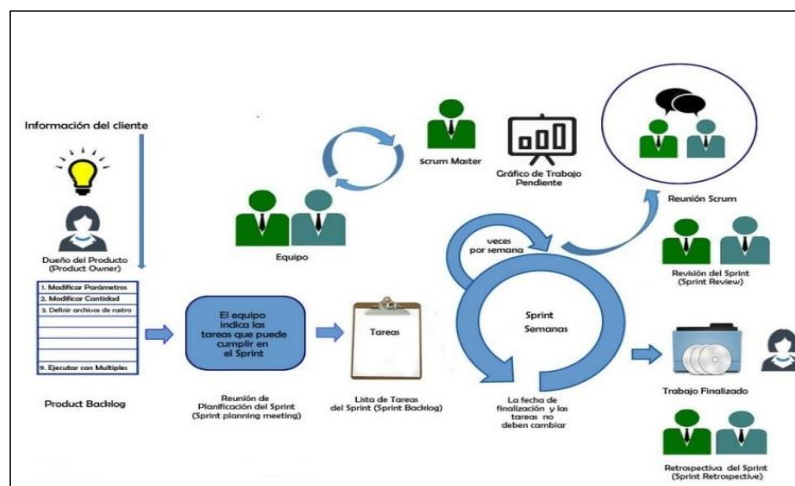 Información del cliente
Dueño del Producto
(Product Owner)
1. Modificar Parámetros
2. Modificar Cantidad
3. Definir archivos de rastro
9. Ejecutar con Multiples
Product Backlog
El equipo
indica las
tareas que puede
cumplir en
el Sprint
Reunión de
Planificación del Sprint
(Sprint planning meeting)
Tareas
Lista de Tareas
del Sprint (Sprint Backlog)
Equipo
Scrum Master
Gráfico de Trabajo
Pendiente
Reunión Scrum
veces
por semana
Sprint
Semanas
La fecha de
finalización y las
tareas no
deben cambiar
Revisión del Sprint
(Sprint Review)
Trabajo Finalizado
Retrospectiva del Sprint
(Sprint Retrospective)